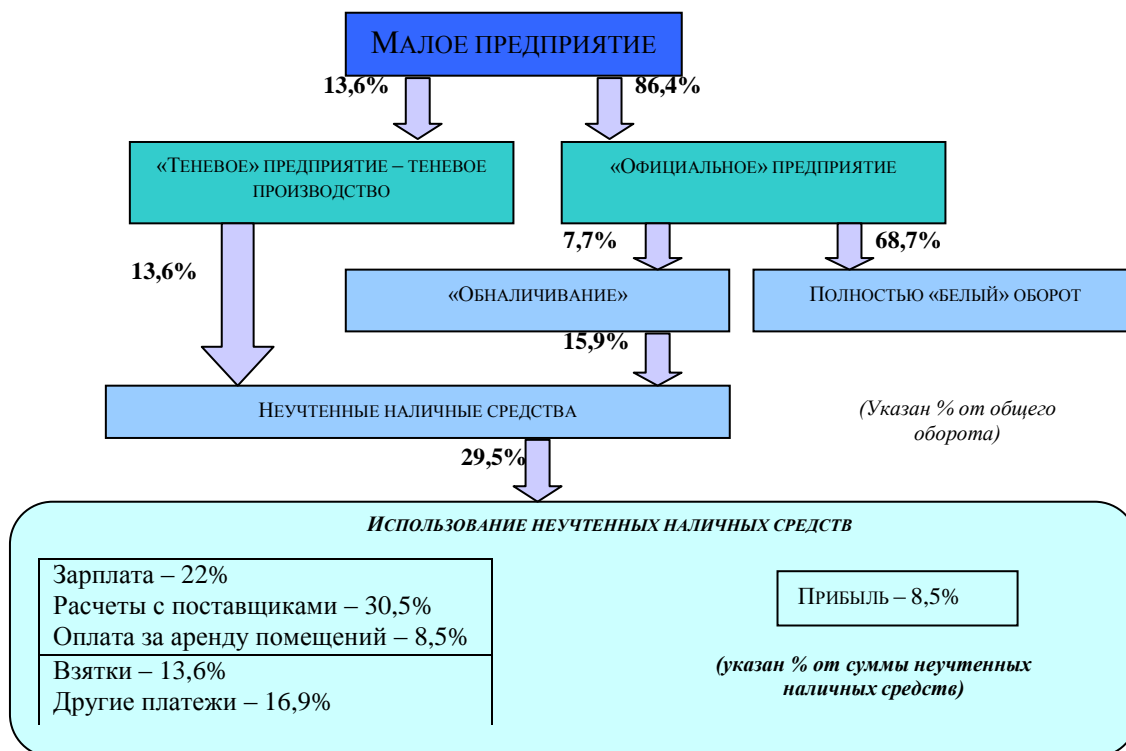 Малое предприятие
13,6%
86,4%
«Теневое» предприятие – теневое
производство
«Официальное» предприятие
7,7%
68,7%
13,6%
«Обналичивание»
Полностью «белый» оборот
15,9%
Неучтенные наличные средства
(Указан % от общего
оборота)
29,5%
Использование неучтенных наличных средств
Зарплата – 22%
Расчеты с поставщиками – 30,5%
Оплата за аренду помещений – 8,5%
Взятки – 13,6%
Другие платежи – 16,9%
Прибыль – 8,5%
(указан % от суммы неучтенных
наличных средств)